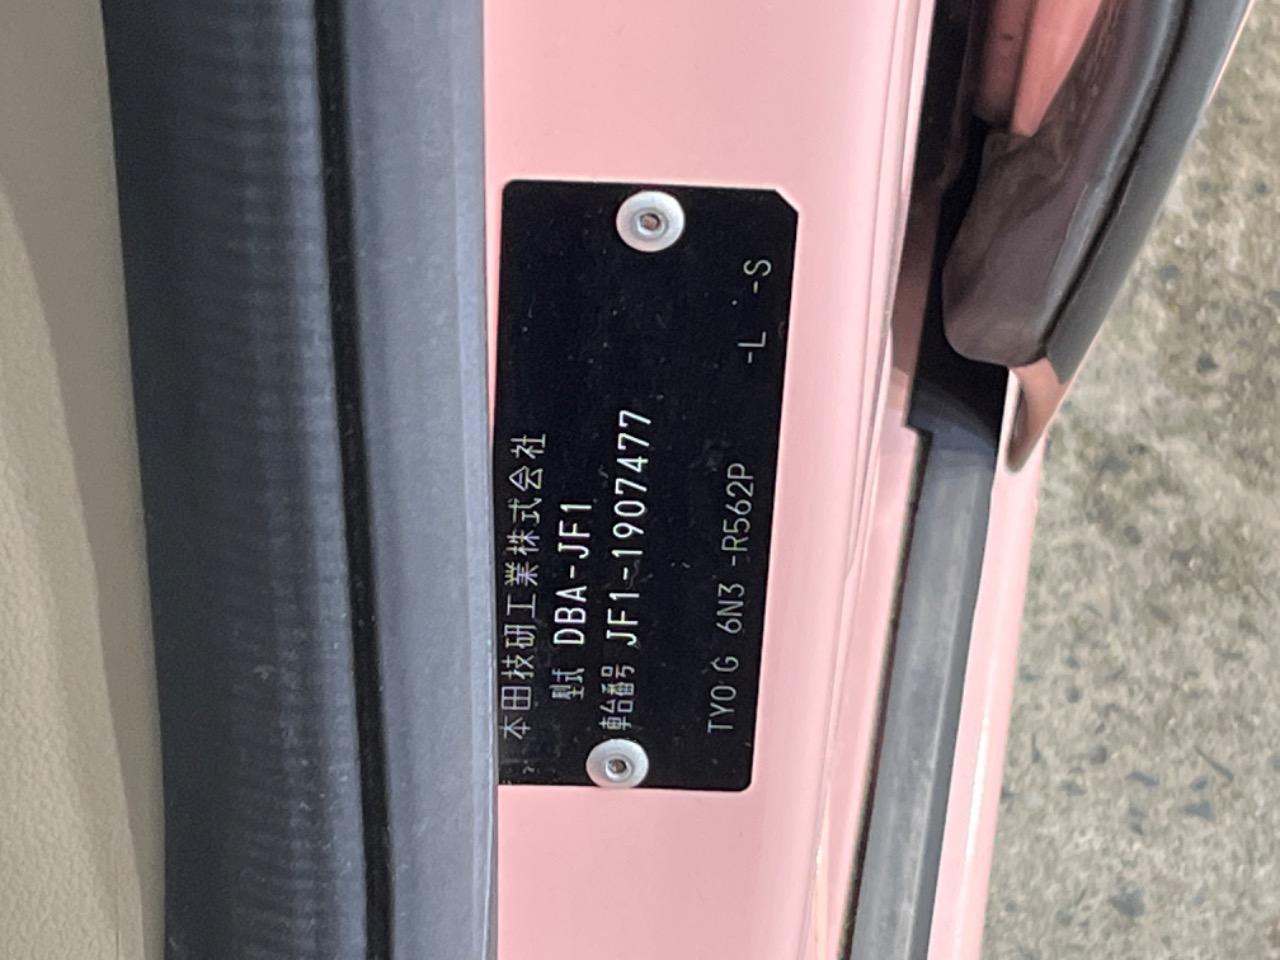 本田技研工業株式会社
型式 DBA-JF1
車台番号 JF1-1907477
TYO G 6N3 -R562P -L -S